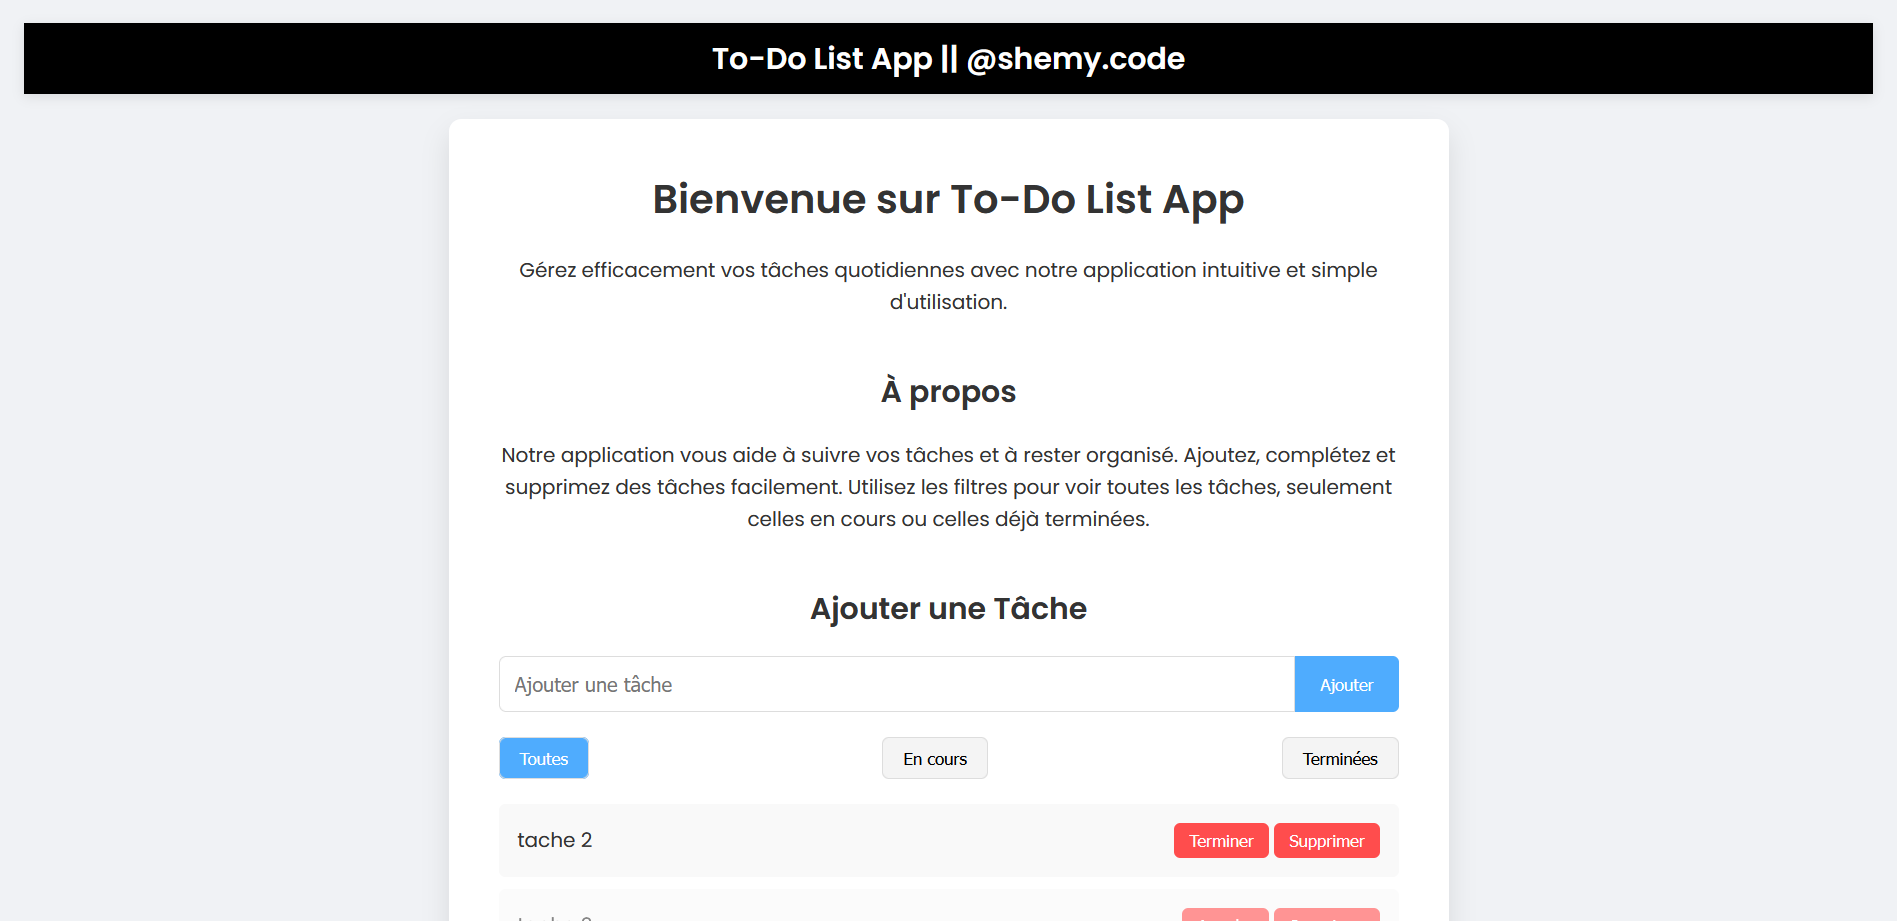 To-Do List App || @shemy.code
Bienvenue sur To-Do List App
Gérez efficacement vos tâches quotidiennes avec notre application intuitive et simple
d'utilisation.
À propos
Notre application vous aide à suivre vos tâches et à rester organisé. Ajoutez, complétez et
supprimez des tâches facilement. Utilisez les filtres pour voir toutes les tâches, seulement
celles en cours ou celles déjà terminées.
Ajouter une Tâche
Ajouter une tâche Ajouter
Toutes En cours Terminées
tache 2 Terminer Supprimer